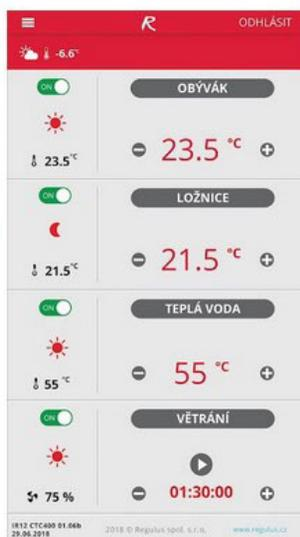 R ODHLÁSIT
-6.6°
ON OBÝVÁK
23.5 °C
23.5 °C
ON LOŽNICE
21.5 °C
21.5 °C
ON TEPLÁ VODA
55 °C
55 °C
ON VĚTRÁNÍ
75 % 01:30:00
IR12 CTC400 01.06b
29.06.2018
2018 © Regulus spol. s.r.o. www.regulus.cz